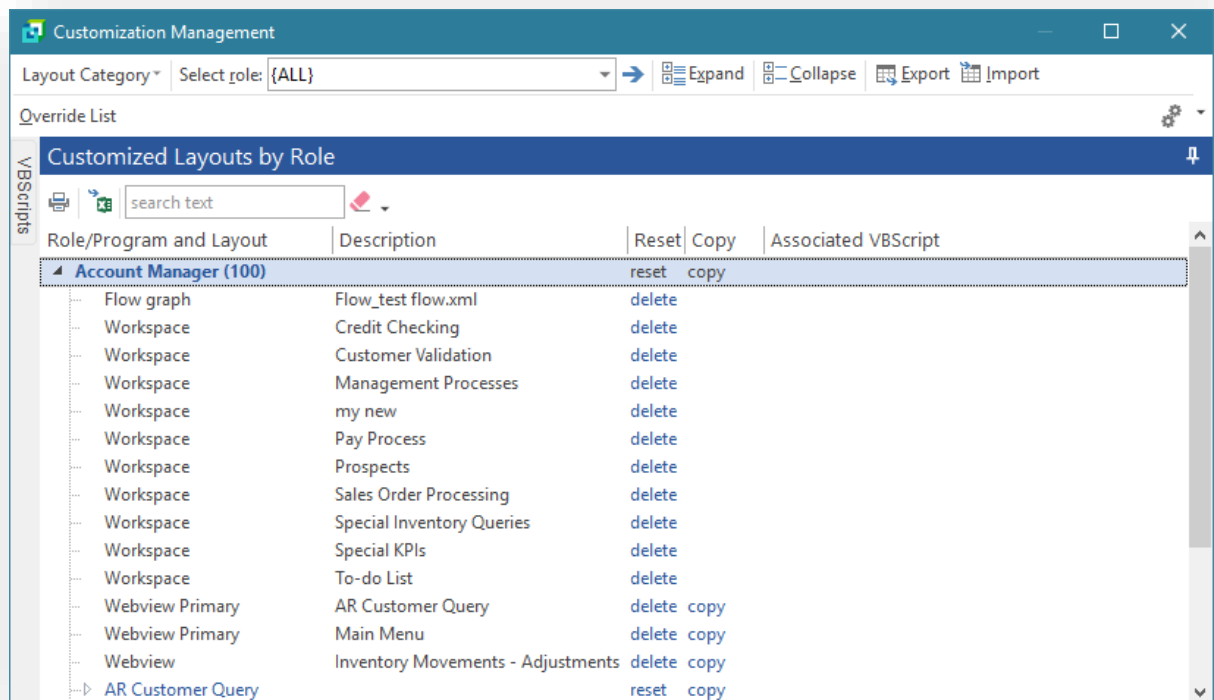 Customization Management
Layout Category Select role: {ALL} Expand Collapse Export Import
Override List
VBScripts
Customized Layouts by Role
search text
Role/Program and Layout Description Reset Copy Associated VBScript
Account Manager (100) reset copy
Flow graph Flow_test flow.xml delete
Workspace Credit Checking delete
Workspace Customer Validation delete
Workspace Management Processes delete
Workspace my new delete
Workspace Pay Process delete
Workspace Prospects delete
Workspace Sales Order Processing delete
Workspace Special Inventory Queries delete
Workspace Special KPIs delete
Workspace To-do List delete
Webview Primary AR Customer Query delete copy
Webview Primary Main Menu delete copy
Webview Inventory Movements - Adjustments delete copy
AR Customer Query reset copy